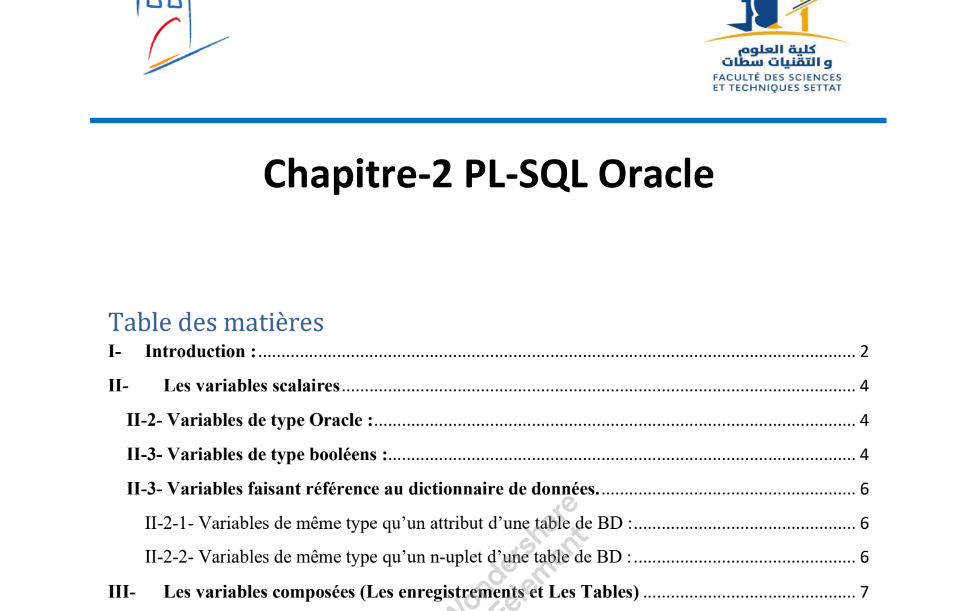 كلية العلوم
و التقنيات سطات
FACULTÉ DES SCIENCES
ET TECHNIQUES SETTAT
Chapitre-2 PL-SQL Oracle
Table des matières
I- Introduction : 2
II- Les variables scalaires 4
II-2- Variables de type Oracle : 4
II-3- Variables de type booléens : 4
II-3- Variables faisant référence au dictionnaire de données. 6
II-2-1- Variables de même type qu’un attribut d’une table de BD : 6
II-2-2- Variables de même type qu’un n-uplet d’une table de BD : 6
III- Les variables composées (Les enregistrements et Les Tables) 7